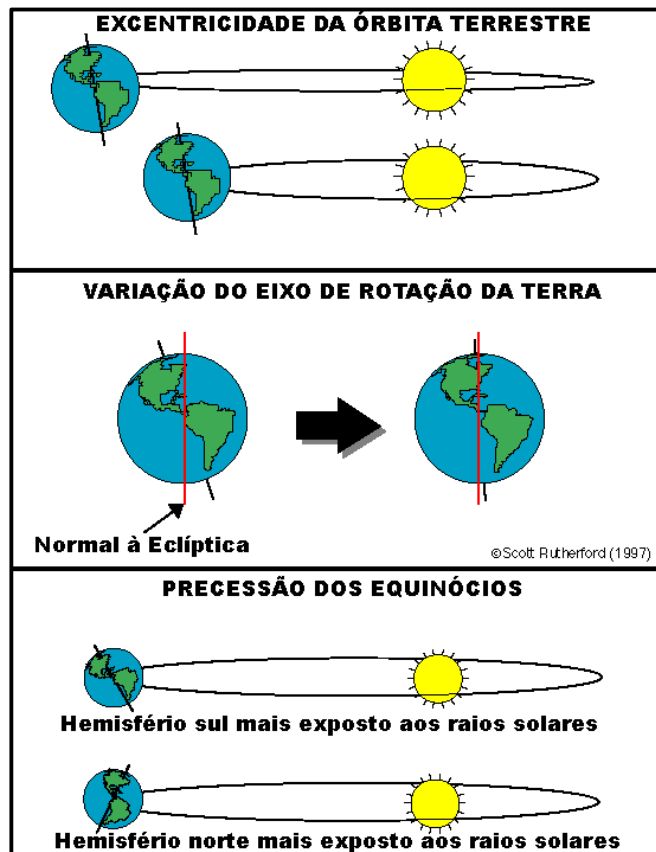 EXCENTRICIDADE DA ÓRBITA TERRESTRE
VARIAÇÃO DO EIXO DE ROTAÇÃO DA TERRA
Normal à Eclíptica
©Scott Rutherford (1997)
PRECESSÃO DOS EQUINÓCIOS
Hemisfério sul mais exposto aos raios solares
Hemisfério norte mais exposto aos raios solares